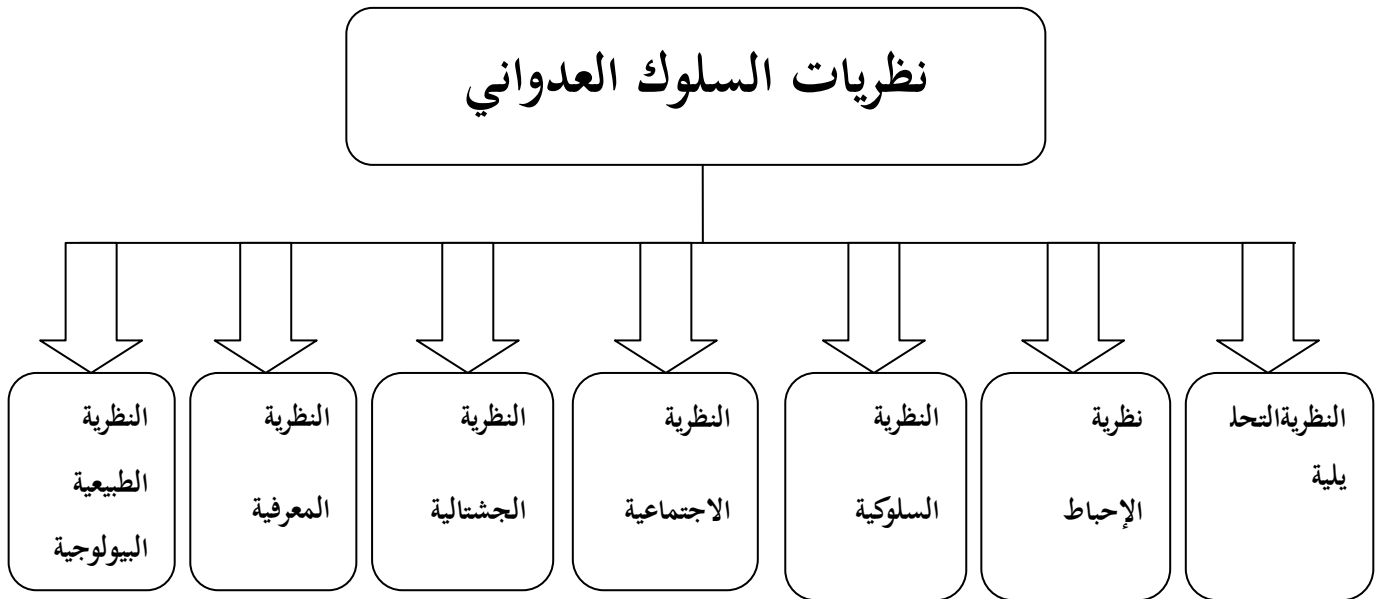 نظريات السلوك العدواني
النظريةالتحل
يلية
نظرية
الإحباط
النظرية
السلوكية
النظرية
الاجتماعية
النظرية
الجشتالية
النظرية
المعرفية
النظرية
الطبيعية
البيولوجية